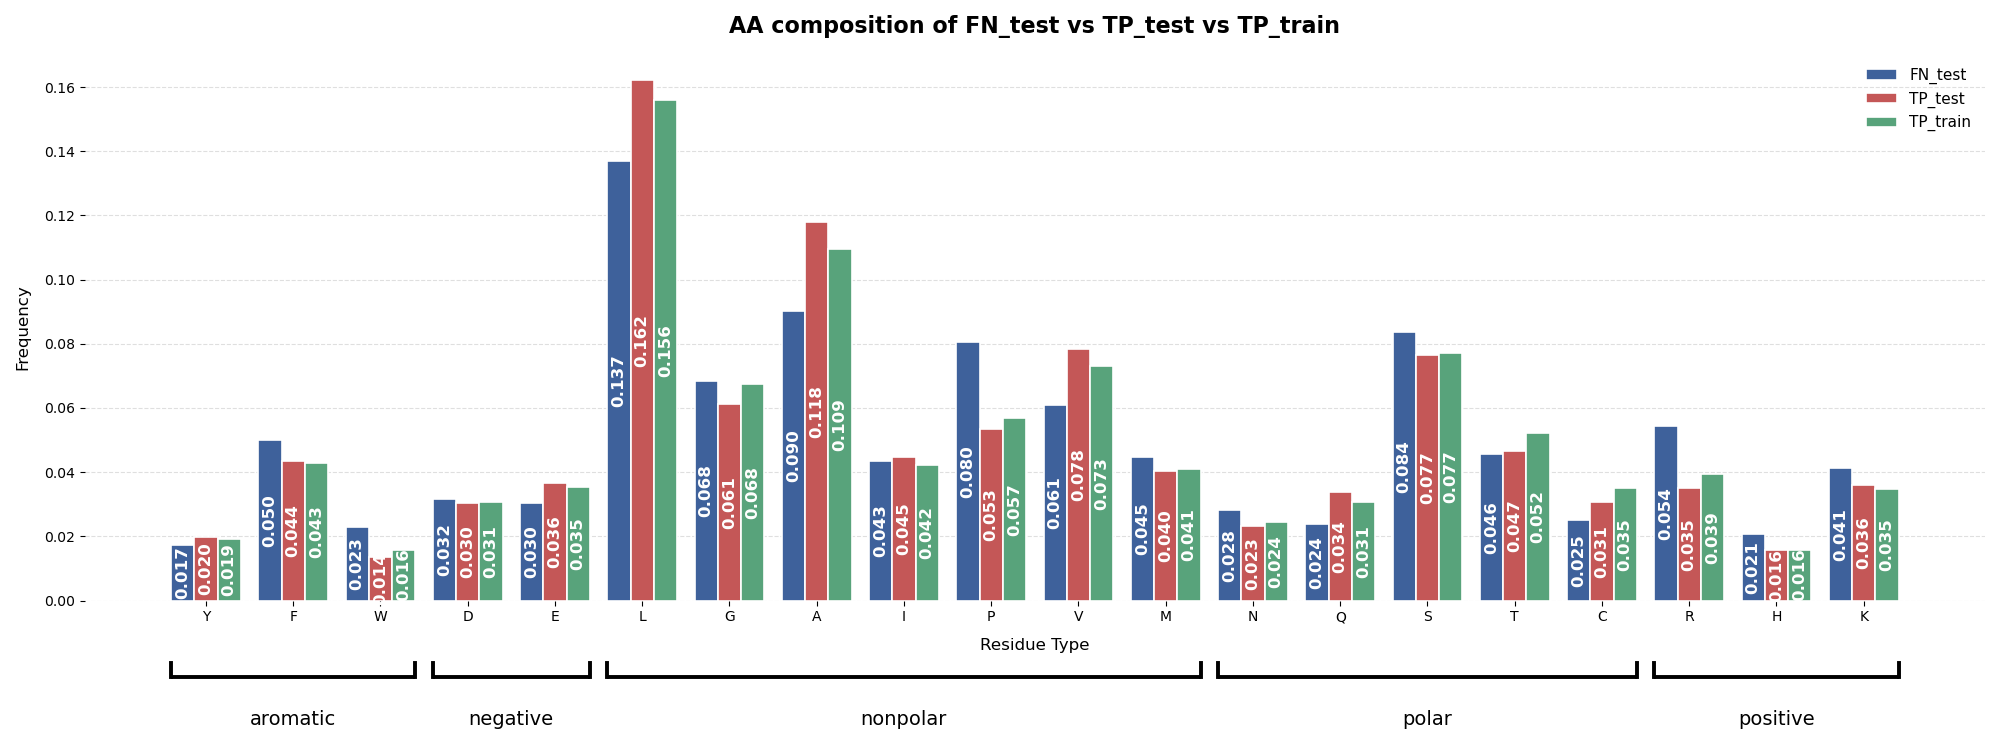 AA composition of FN_test vs TP_test vs TP_train
FN_test
TP_test
TP_train
Frequency
0.16
0.14
0.12
0.10
0.08
0.06
0.04
0.02
0.00
0.017 0.020 0.019
0.050 0.044 0.043
0.023 0.014 0.016
0.032 0.030 0.031
0.030 0.036 0.035
0.137 0.162 0.156
0.068 0.061 0.068
0.090 0.118 0.109
0.043 0.045 0.042
0.080 0.053 0.057
0.061 0.078 0.073
0.045 0.040 0.041
0.028 0.023 0.024
0.024 0.034 0.031
0.084 0.077 0.077
0.046 0.047 0.052
0.025 0.031 0.035
0.054 0.035 0.039
0.021 0.016 0.016
0.041 0.036 0.035
Y F W D E L G A I P V M N Q S T C R H K
Residue Type
aromatic negative nonpolar polar positive